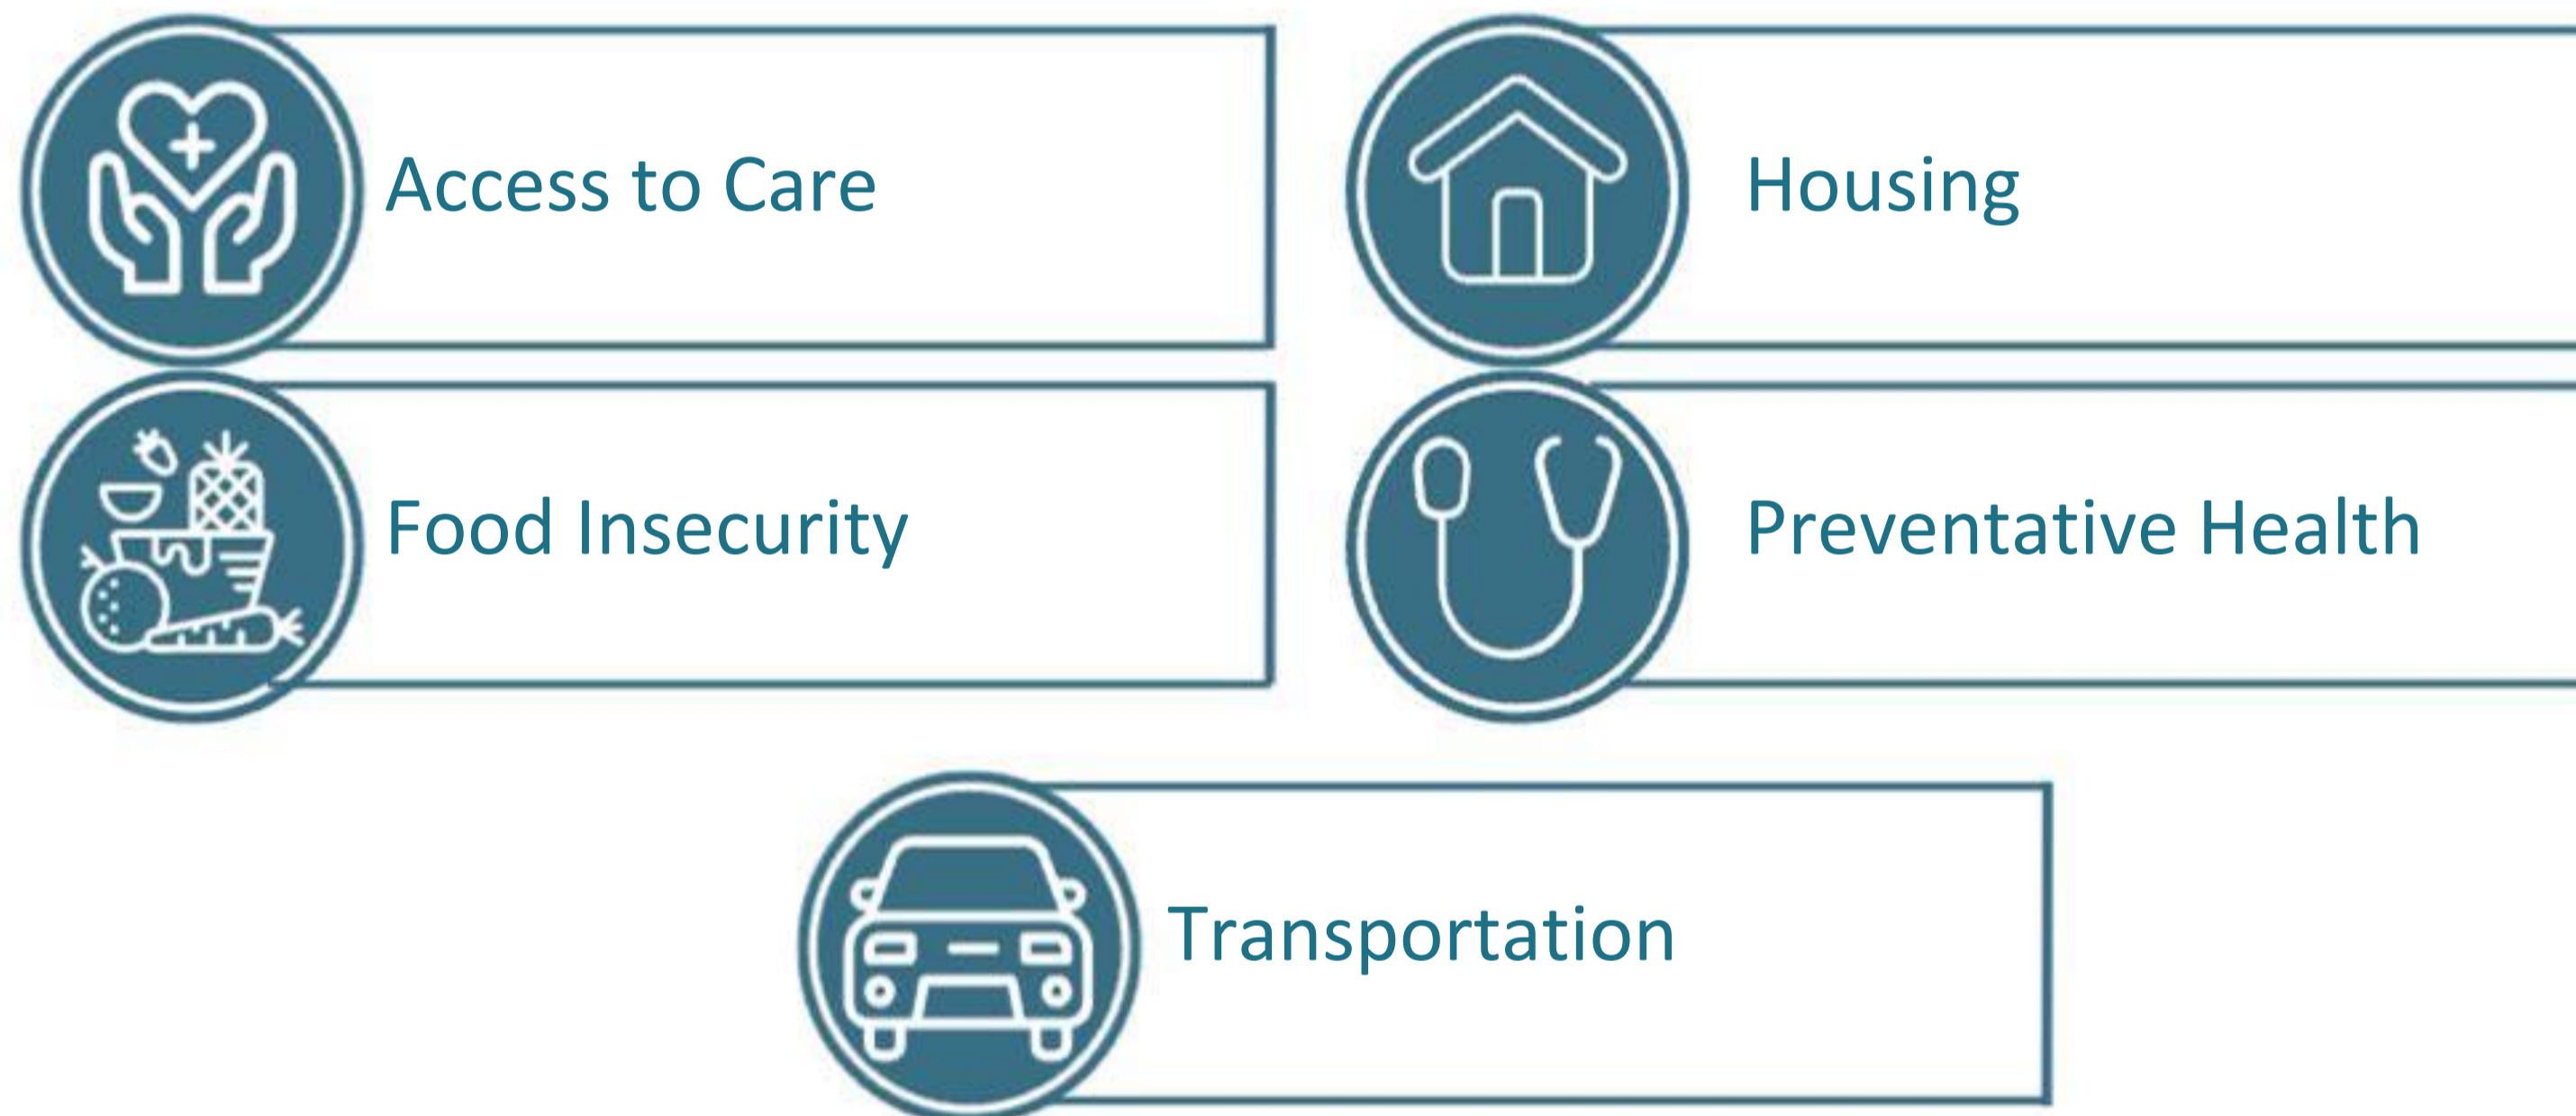 Access to Care
Housing
Food Insecurity
Preventative Health
Transportation